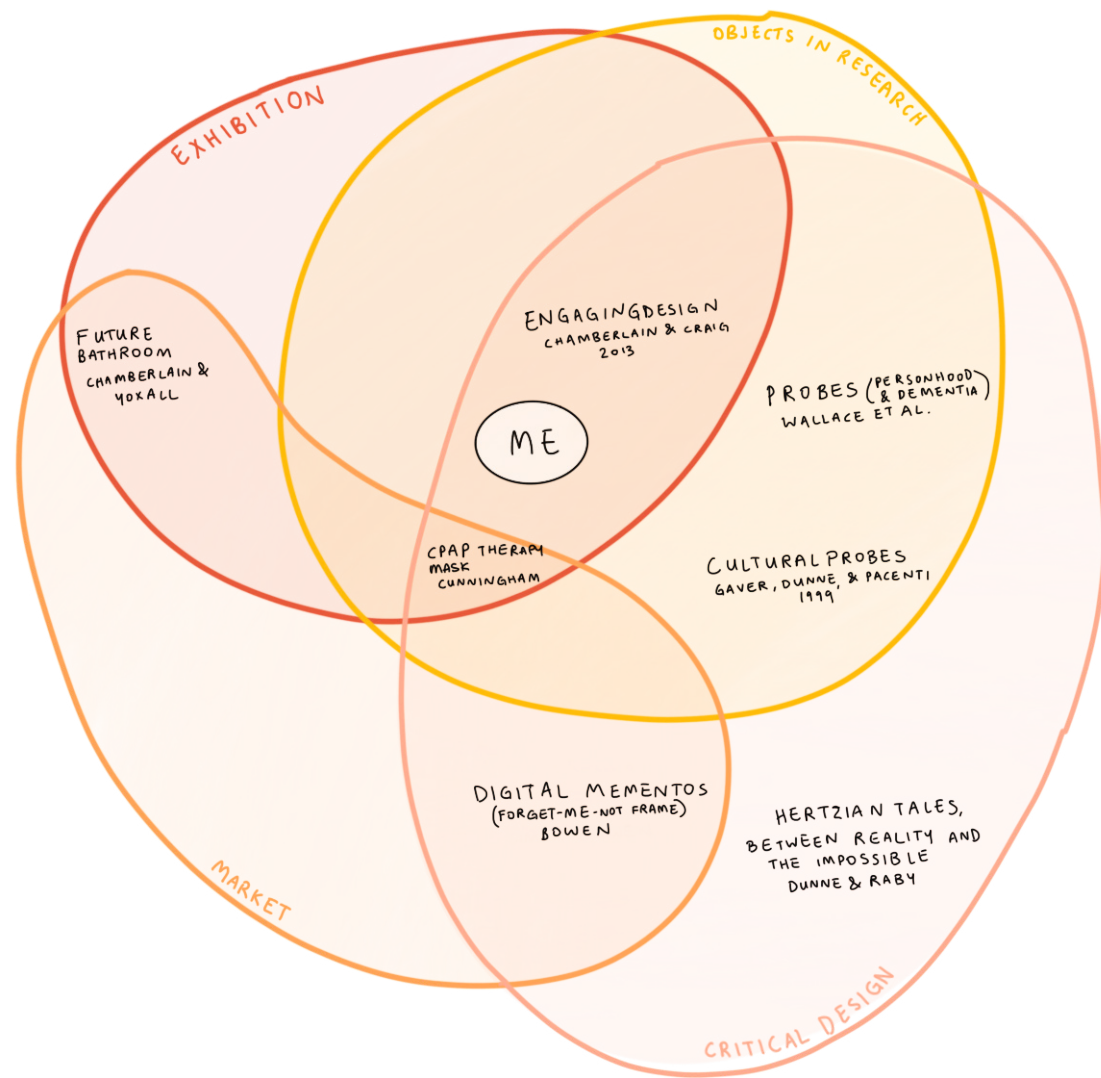 OBJECTS IN RESEARCH
EXHIBITION
ENGAGINGDESIGN
CHAMBERLAIN & CRAIG
2013
FUTURE
BATHROOM
CHAMBERLAIN &
YOXALL
PROBES (PERSONHOOD
& DEMENTIA)
WALLACE ET AL.
ME
CPAP THERAPY
MASK
CUNNINGHAM
CULTURAL PROBES
GAVER, DUNNE, & PACENTI
1999
DIGITAL MEMENTOS
(FORGET-ME-NOT FRAME)
BOWEN
HERTZIAN TALES,
BETWEEN REALITY AND
THE IMPOSSIBLE
DUNNE & RABY
MARKET
CRITICAL DESIGN